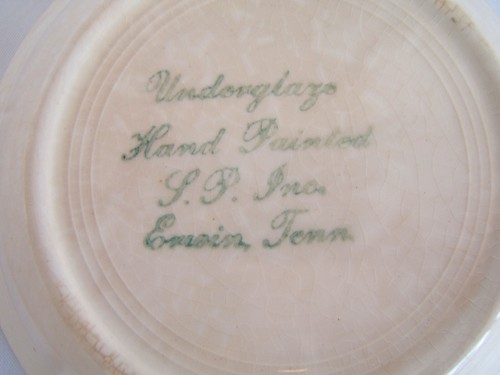 Underglaze
Hand Painted
S. P. Inc.
Erwin, Tenn.